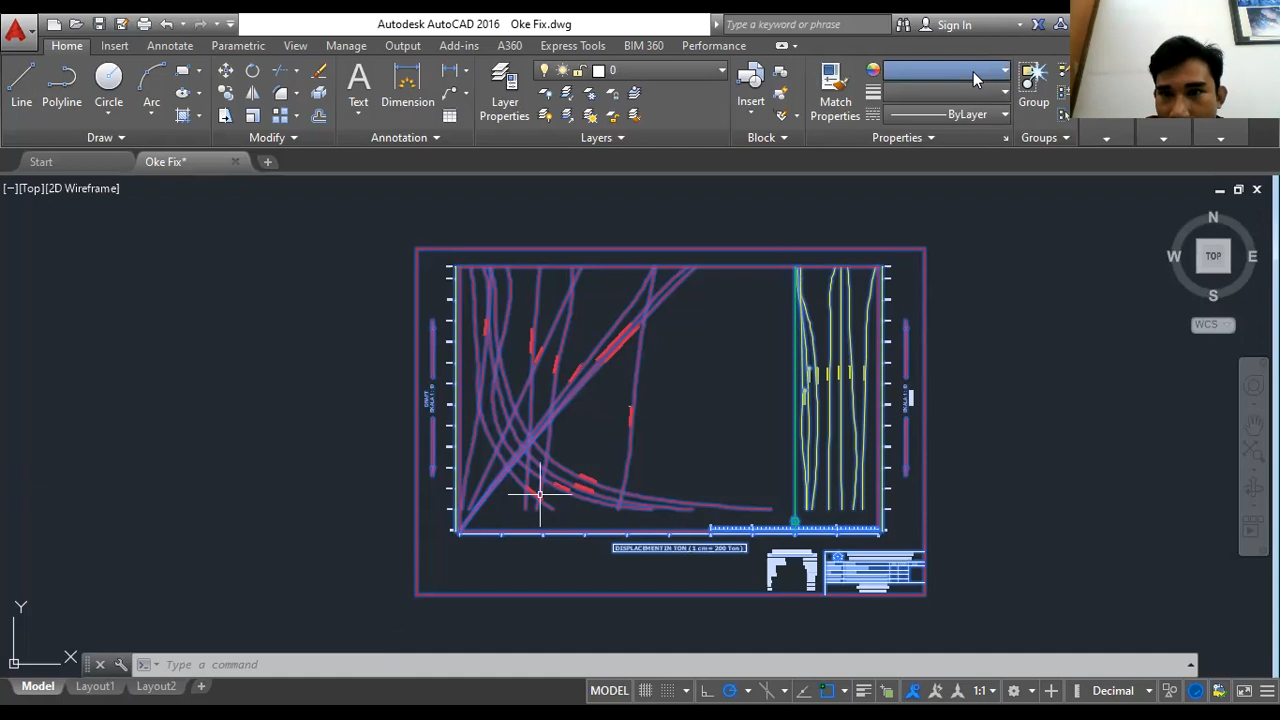 Autodesk AutoCAD 2016 Oke Fix.dwg
Type a keyword or phrase
Sign In
Home Insert Annotate Parametric View Manage Output Add-ins A360 Express Tools BIM 360 Performance
Line
Polyline
Circle
Arc
Text
Dimension
Layer
Properties
0
Insert
Match
Properties
ByLayer
Group
Draw
Modify
Annotation
Layers
Block
Properties
Groups
Start
Oke Fix*
[−][Top][2D Wireframe]
N
W
TOP
E
S
WCS
DISPLACEMENT IN TON ( 1 cm = 200 Ton )
Y
X
Type a command
Model Layout1 Layout2
MODEL
1:1
Decimal